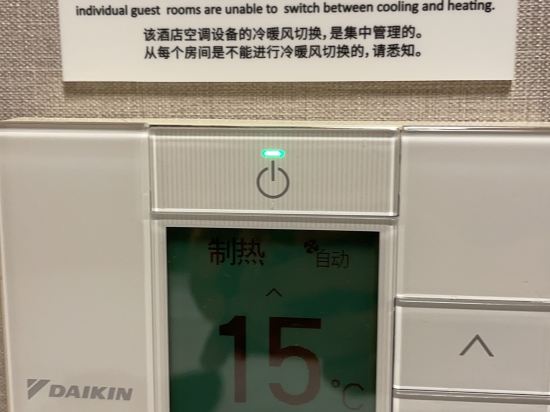 individual guest rooms are unable to switch between cooling and heating.
该酒店空调设备的冷暖风切换，是集中管理的。
从每个房间是不能进行冷暖风切换的，请悉知。
制热 自动
15°C
DAIKIN